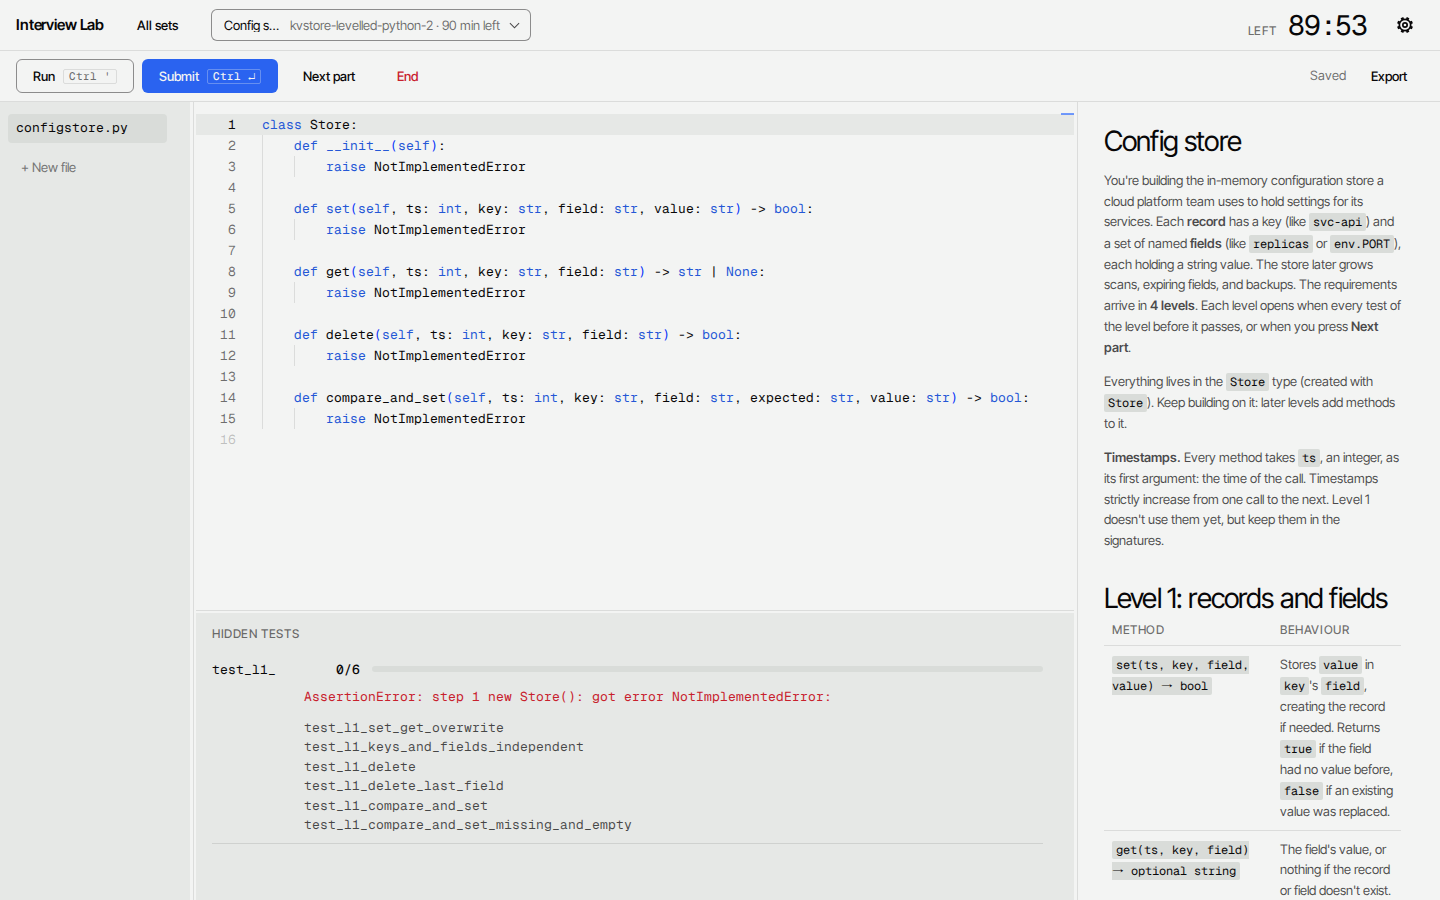 Interview Lab
All sets
Config s... kvstore-levelled-python-2 · 90 min left
LEFT 89:53
Run Ctrl '
Submit Ctrl ↵
Next part
End
Saved
Export
configstore.py
+ New file
1 class Store:
2 def __init__(self):
3 raise NotImplementedError
4
5 def set(self, ts: int, key: str, field: str, value: str) -> bool:
6 raise NotImplementedError
7
8 def get(self, ts: int, key: str, field: str) -> str | None:
9 raise NotImplementedError
10
11 def delete(self, ts: int, key: str, field: str) -> bool:
12 raise NotImplementedError
13
14 def compare_and_set(self, ts: int, key: str, field: str, expected: str, value: str) -> bool:
15 raise NotImplementedError
16
HIDDEN TESTS
test_l1_ 0/6
AssertionError: step 1 new Store(): got error NotImplementedError:
test_l1_set_get_overwrite
test_l1_keys_and_fields_independent
test_l1_delete
test_l1_delete_last_field
test_l1_compare_and_set
test_l1_compare_and_set_missing_and_empty
Config store
You're building the in-memory configuration store a
cloud platform team uses to hold settings for its
services. Each record has a key (like svc-api) and
a set of named fields (like replicas or env.PORT),
each holding a string value. The store later grows
scans, expiring fields, and backups. The requirements
arrive in 4 levels. Each level opens when every test of
the level before it passes, or when you press Next
part.
Everything lives in the Store type (created with
Store). Keep building on it: later levels add methods
to it.
Timestamps. Every method takes ts, an integer, as
its first argument: the time of the call. Timestamps
strictly increase from one call to the next. Level 1
doesn't use them yet, but keep them in the
signatures.
Level 1: records and fields
METHOD BEHAVIOUR
set(ts, key, field,
value) → bool
Stores value in
key's field,
creating the record
if needed. Returns
true if the field
had no value before,
false if an existing
value was replaced.
get(ts, key, field)
→ optional string
The field's value, or
nothing if the record
or field doesn't exist.